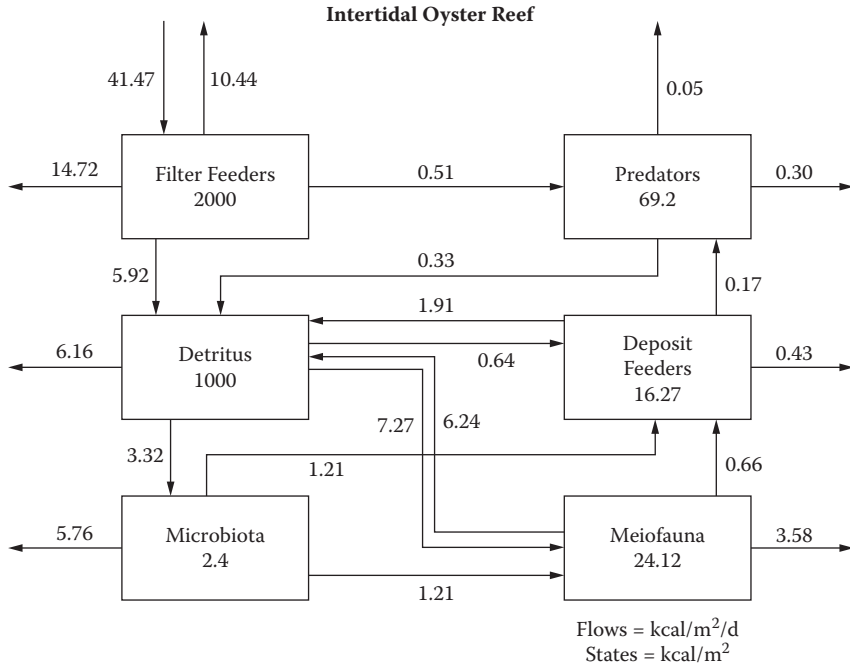 Intertidal Oyster Reef
41.47
10.44
0.05
14.72
Filter Feeders
2000
0.51
Predators
69.2
0.30
5.92
0.33
0.17
1.91
6.16
Detritus
1000
0.64
Deposit
Feeders
16.27
0.43
7.27
6.24
3.32
1.21
0.66
5.76
Microbiota
2.4
Meiofauna
24.12
3.58
1.21
Flows = kcal/m²/d
States = kcal/m²